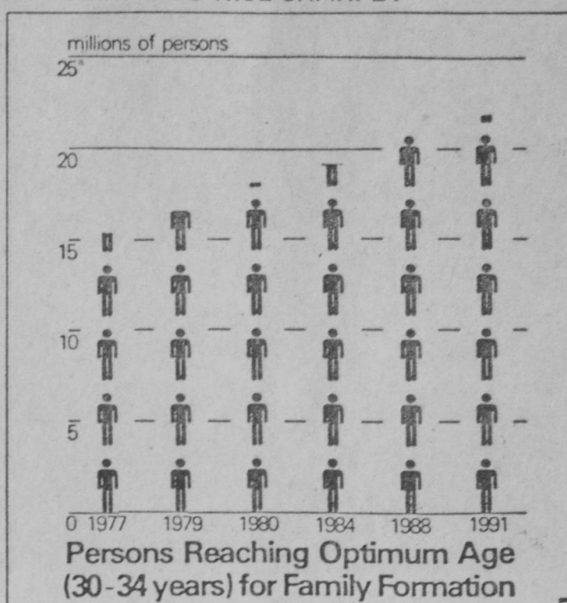 millions of persons
25
20
15
10
5
0 1977 1979 1980 1984 1988 1991
Persons Reaching Optimum Age
(30-34 years) for Family Formation